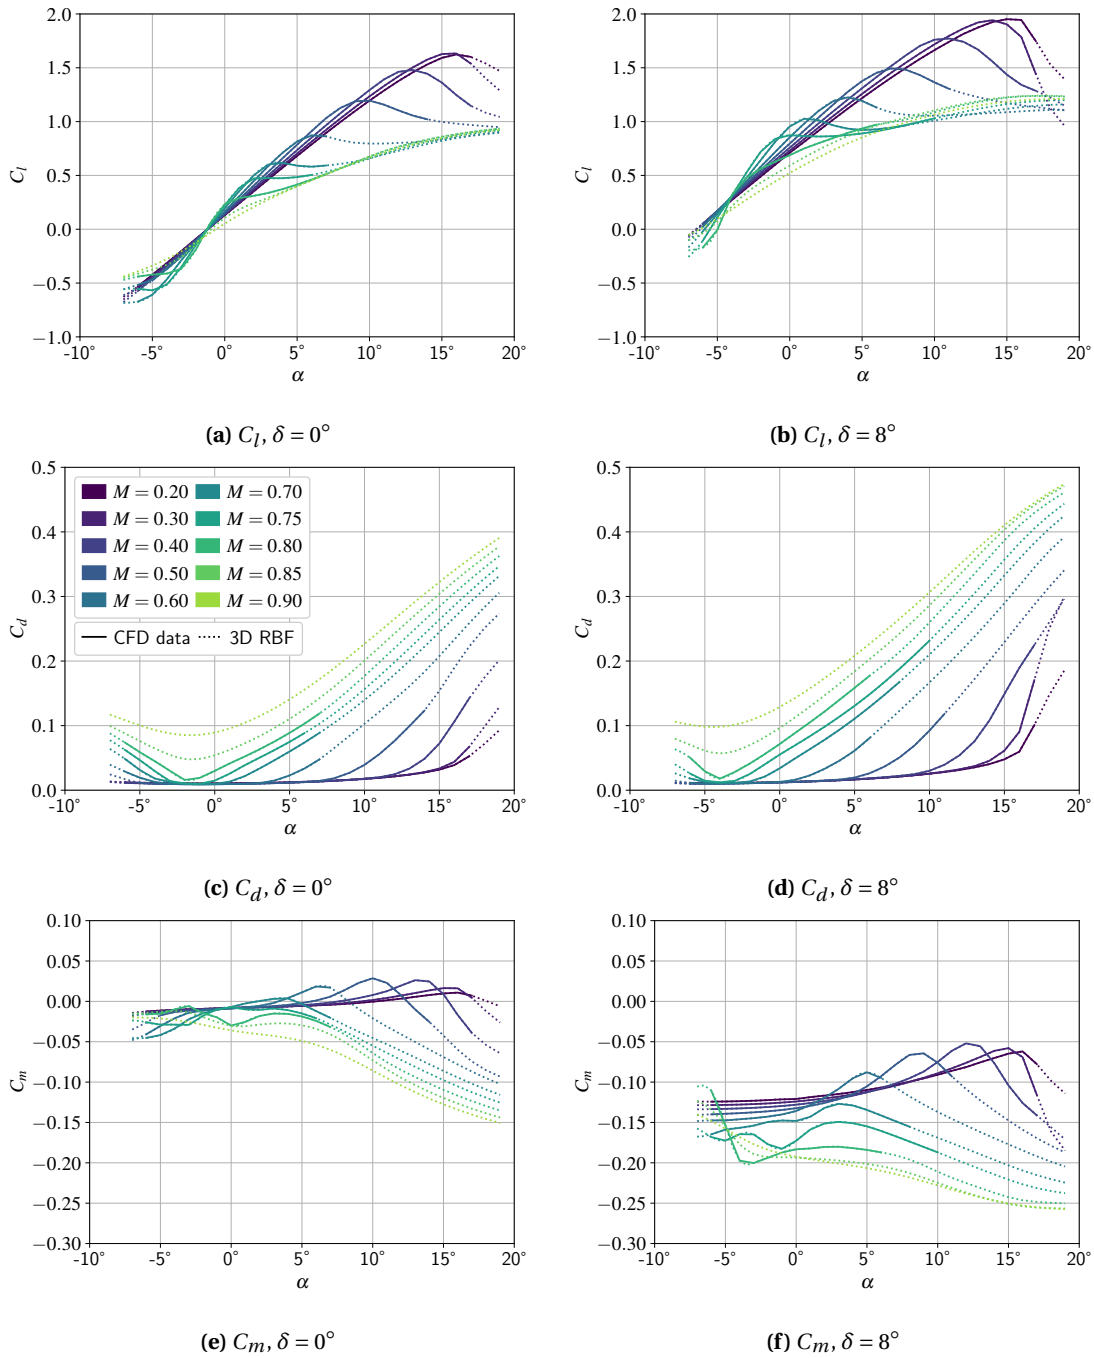 2.0 1.5 1.0 0.5 0.0 −0.5 −1.0
C_l
-10° -5° 0° 5° 10° 15° 20°
α
(a) C_l, δ = 0°
2.0 1.5 1.0 0.5 0.0 −0.5 −1.0
C_l
-10° -5° 0° 5° 10° 15° 20°
α
(b) C_l, δ = 8°
0.5 0.4 0.3 0.2 0.1 0.0
C_d
M = 0.20 M = 0.70
M = 0.30 M = 0.75
M = 0.40 M = 0.80
M = 0.50 M = 0.85
M = 0.60 M = 0.90
CFD data 3D RBF
-10° -5° 0° 5° 10° 15° 20°
α
(c) C_d, δ = 0°
0.5 0.4 0.3 0.2 0.1 0.0
C_d
-10° -5° 0° 5° 10° 15° 20°
α
(d) C_d, δ = 8°
0.10 0.05 0.00 −0.05 −0.10 −0.15 −0.20 −0.25 −0.30
C_m
-10° -5° 0° 5° 10° 15° 20°
α
(e) C_m, δ = 0°
0.10 0.05 0.00 −0.05 −0.10 −0.15 −0.20 −0.25 −0.30
C_m
-10° -5° 0° 5° 10° 15° 20°
α
(f) C_m, δ = 8°